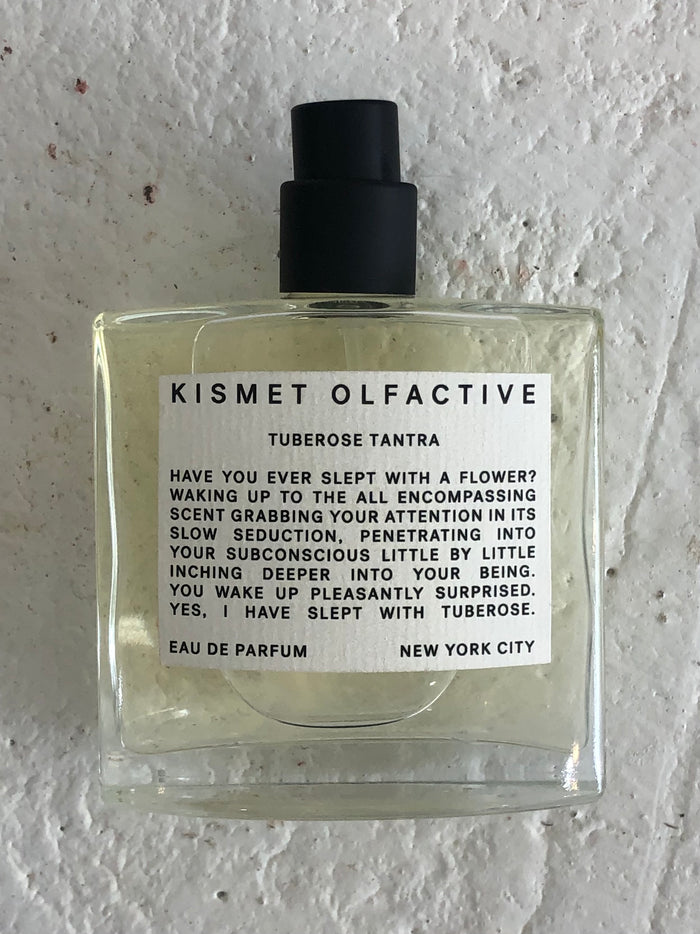 KISMET OLFACTIVE
TUBEROSE TANTRA
HAVE YOU EVER SLEPT WITH A FLOWER?
WAKING UP TO THE ALL ENCOMPASSING
SCENT GRABBING YOUR ATTENTION IN ITS
SLOW SEDUCTION, PENETRATING INTO
YOUR SUBCONSCIOUS LITTLE BY LITTLE
INCHING DEEPER INTO YOUR BEING.
YOU WAKE UP PLEASANTLY SURPRISED.
YES, I HAVE SLEPT WITH TUBEROSE.
EAU DE PARFUM NEW YORK CITY